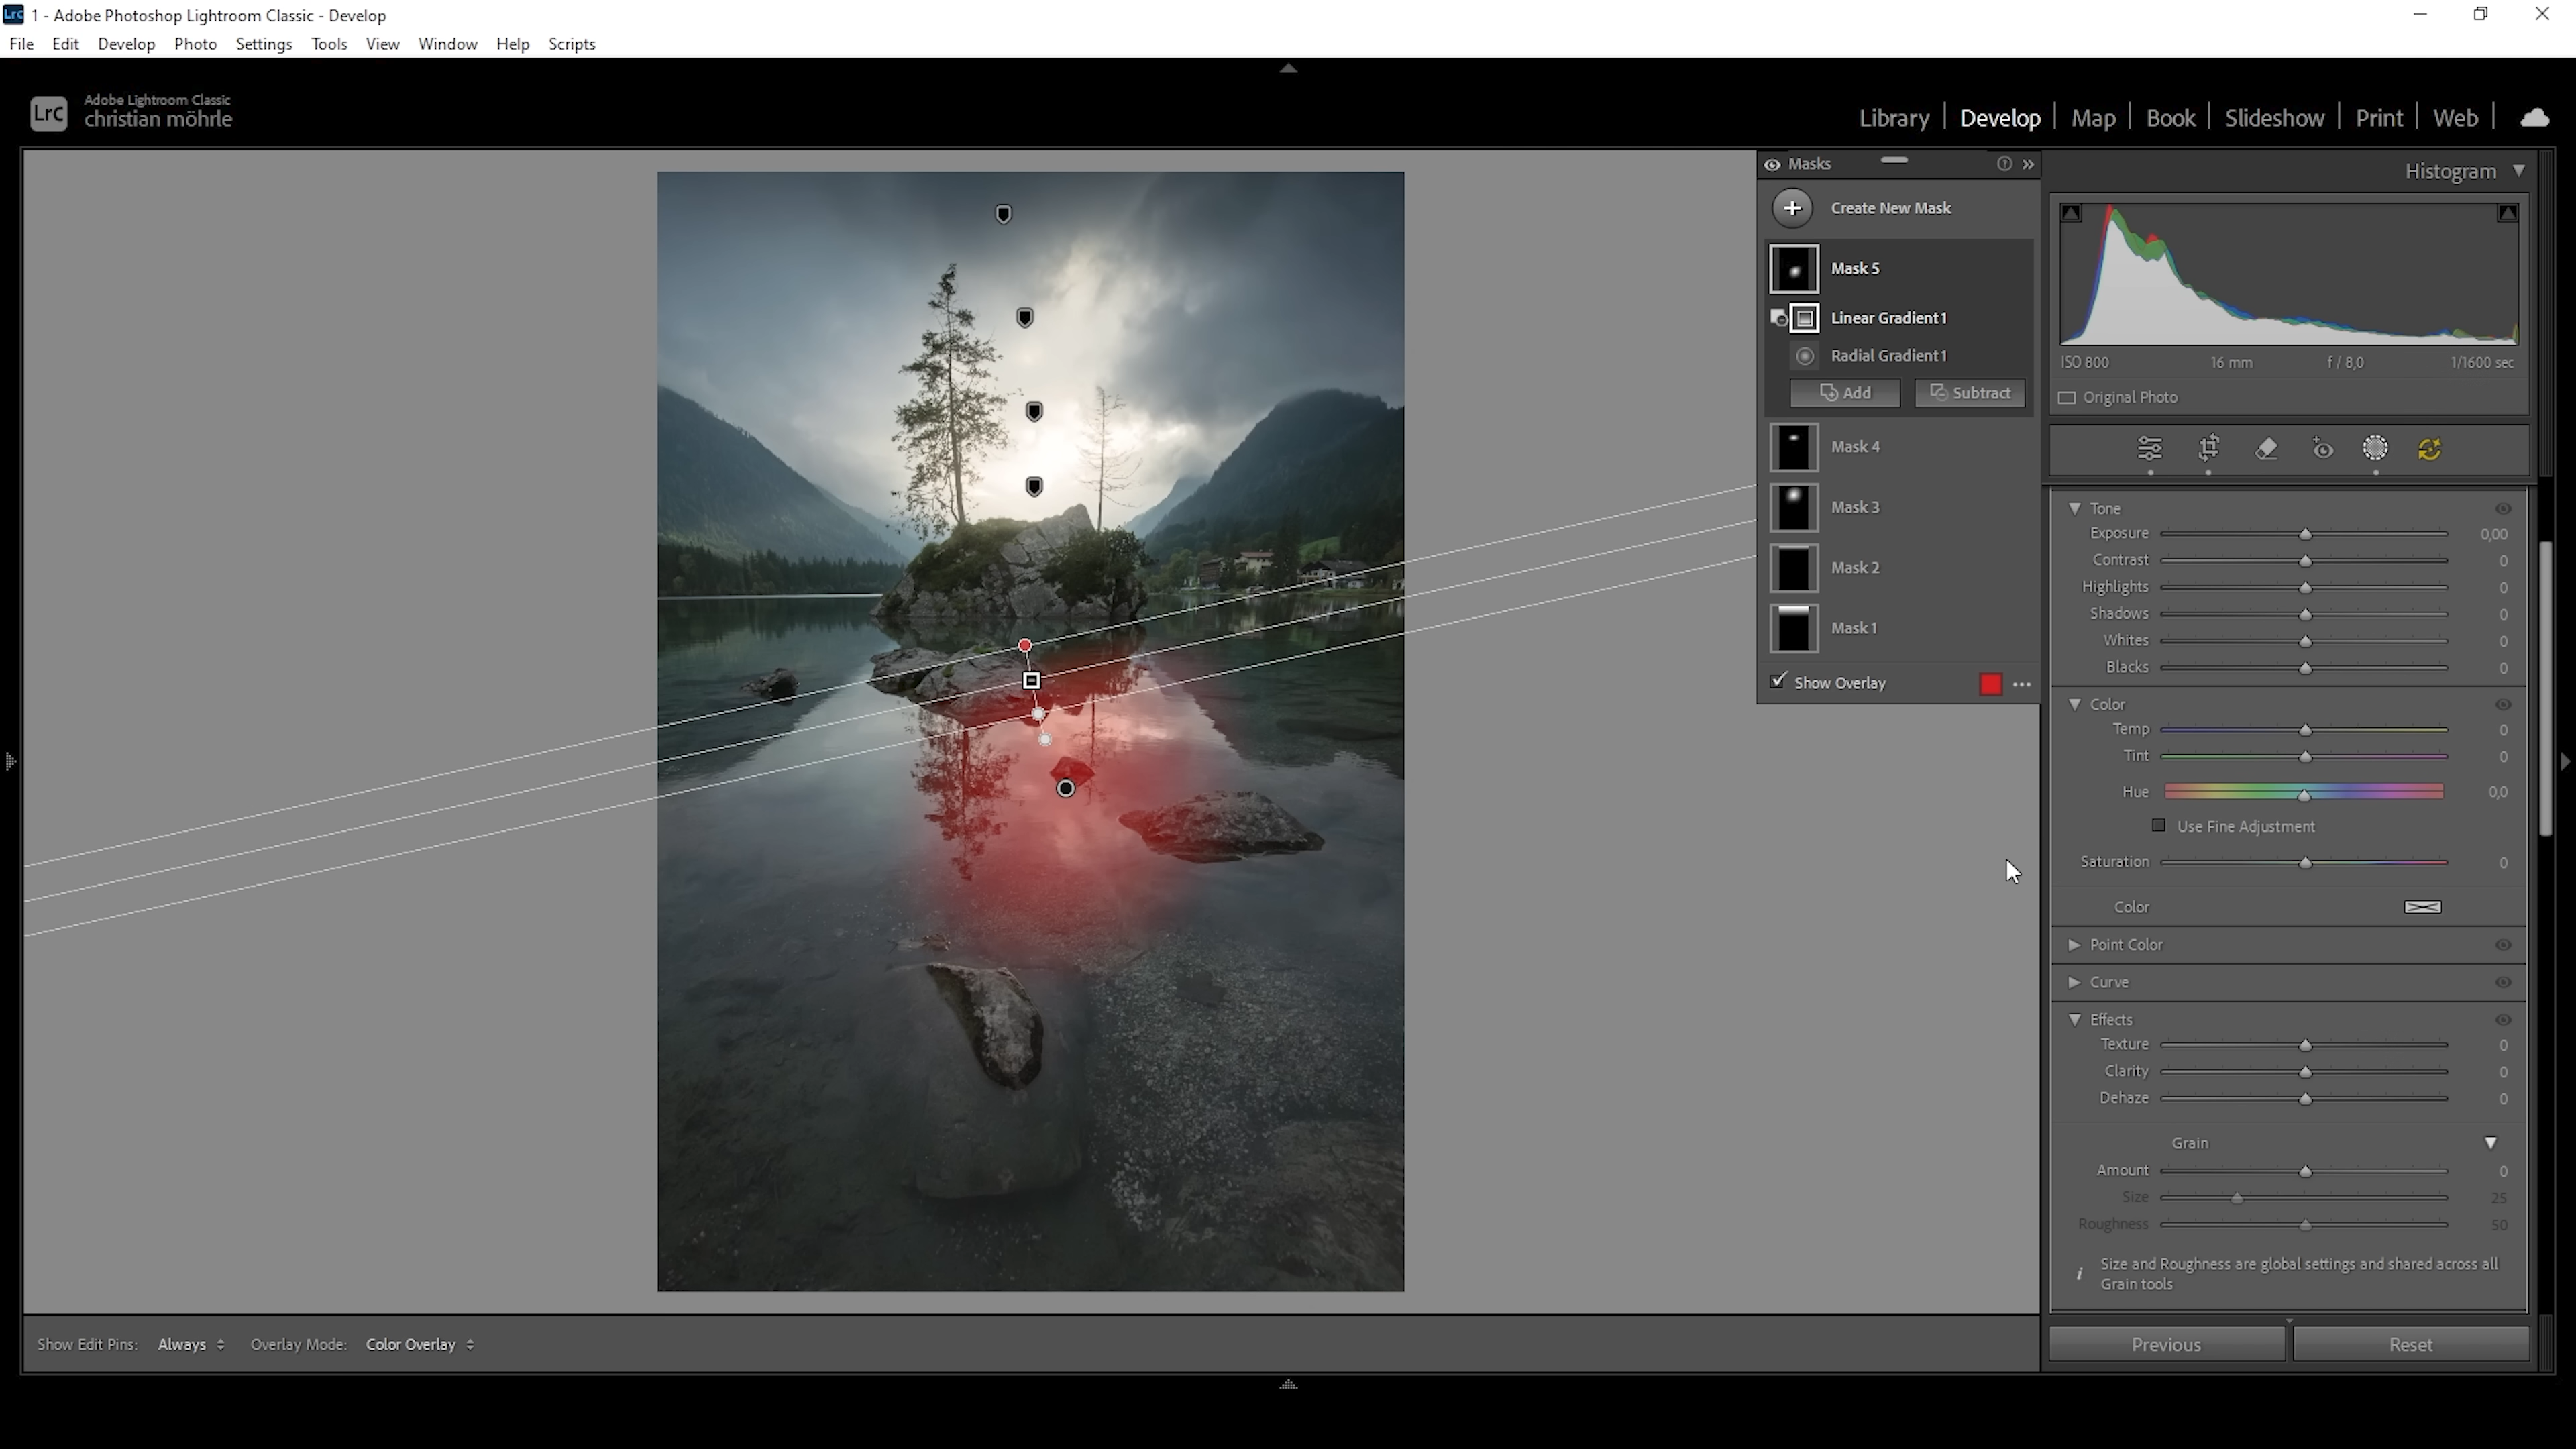 Lrc 1 - Adobe Photoshop Lightroom Classic - Develop
File Edit Develop Photo Settings Tools View Window Help Scripts
Lrc
Adobe Lightroom Classic
christian möhrle
Library | Develop | Map | Book | Slideshow | Print | Web |
Masks
Create New Mask
Mask 5
Linear Gradient 1
Radial Gradient 1
Add Subtract
Mask 4
Mask 3
Mask 2
Mask 1
Show Overlay
Histogram
ISO 800 16 mm f / 8,0 1/1600 sec
Original Photo
Tone
Exposure 0,00
Contrast 0
Highlights 0
Shadows 0
Whites 0
Blacks 0
Color
Temp 0
Tint 0
Hue 0,0
Use Fine Adjustment
Saturation 0
Color
Point Color
Curve
Effects
Texture 0
Clarity 0
Dehaze 0
Grain
Amount 0
Size 25
Roughness 50
Size and Roughness are global settings and shared across all
Grain tools
Show Edit Pins: Always Overlay Mode: Color Overlay
Previous Reset